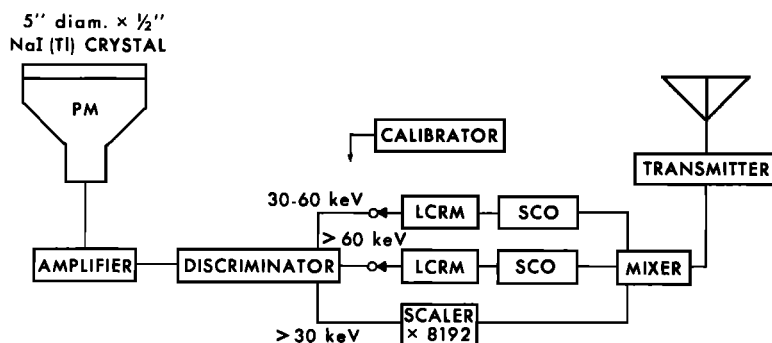 5" diam. × ½"
NaI (Tl) CRYSTAL
PM
CALIBRATOR
TRANSMITTER
30-60 keV
LCRM
SCO
> 60 keV
AMPLIFIER
DISCRIMINATOR
LCRM
SCO
MIXER
> 30 keV
SCALER
× 8192